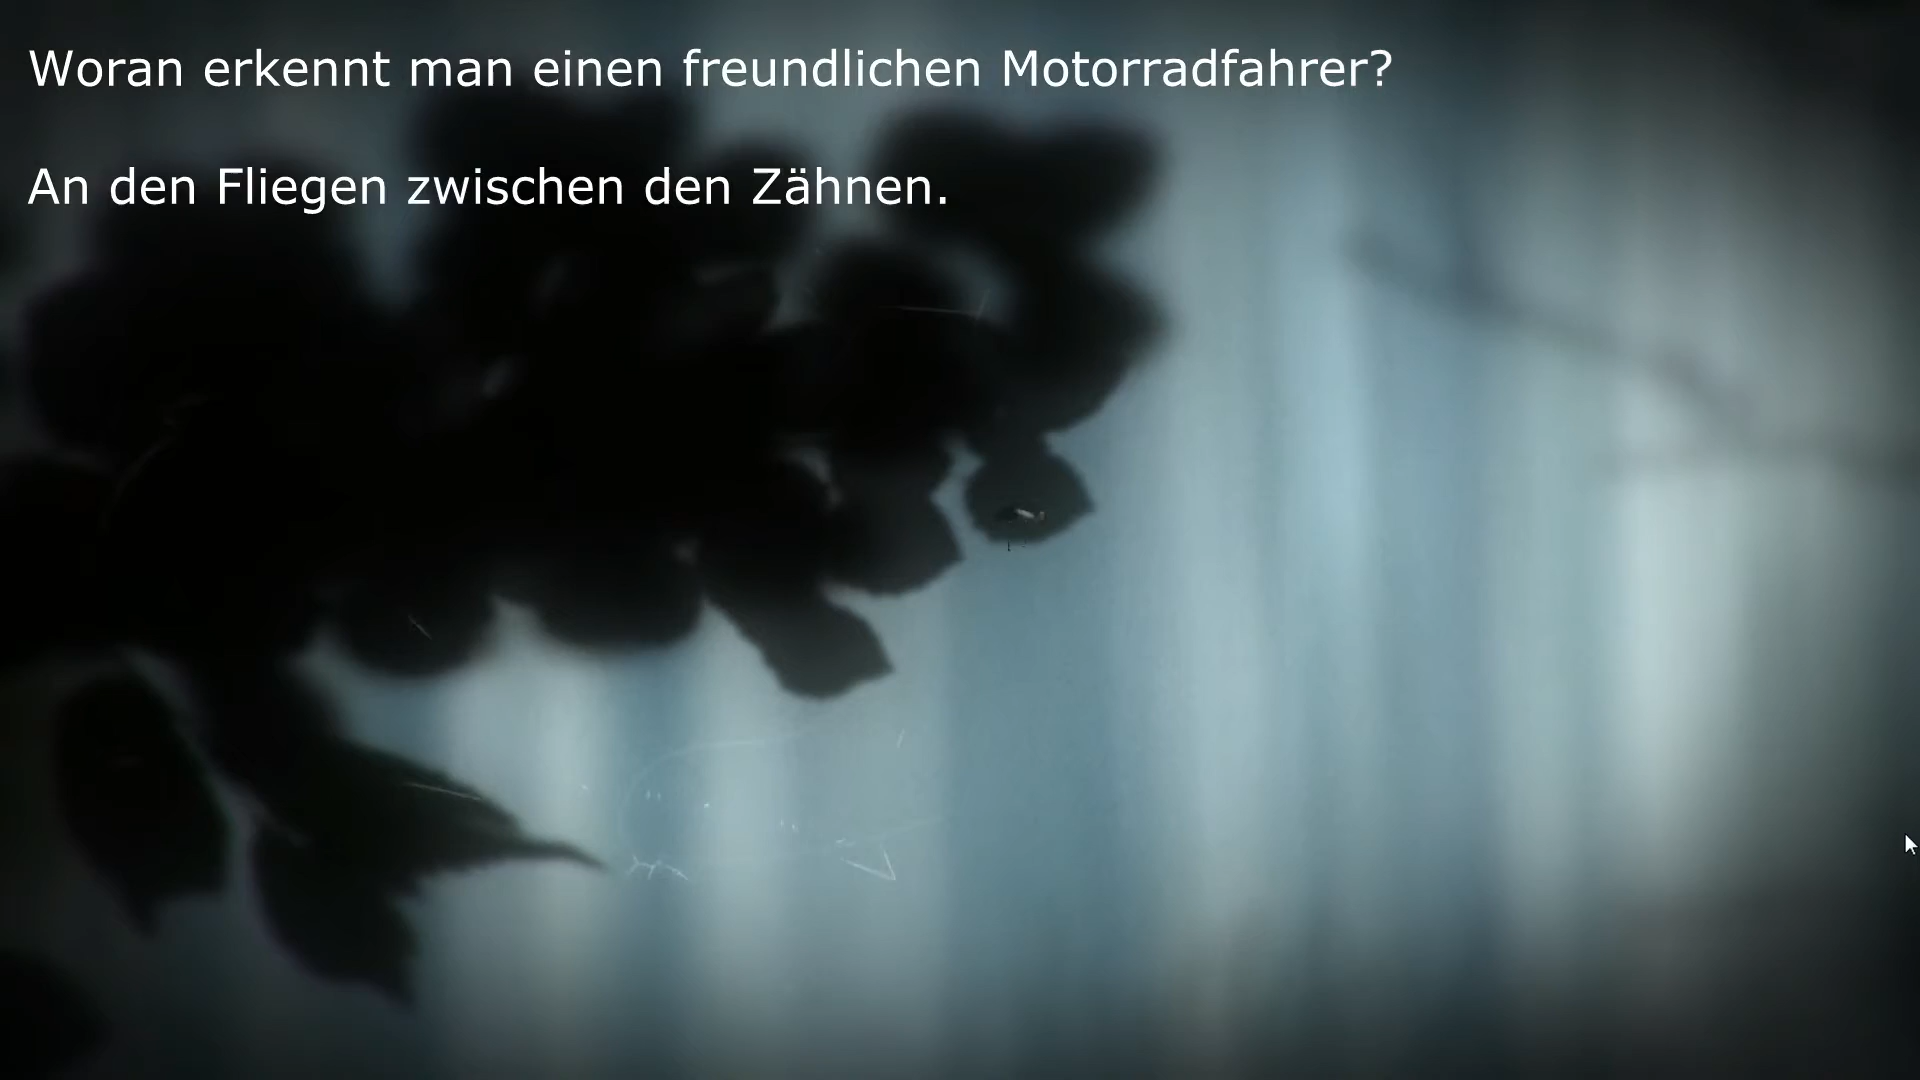 Woran erkennt man einen freundlichen Motorradfahrer?
An den Fliegen zwischen den Zähnen.